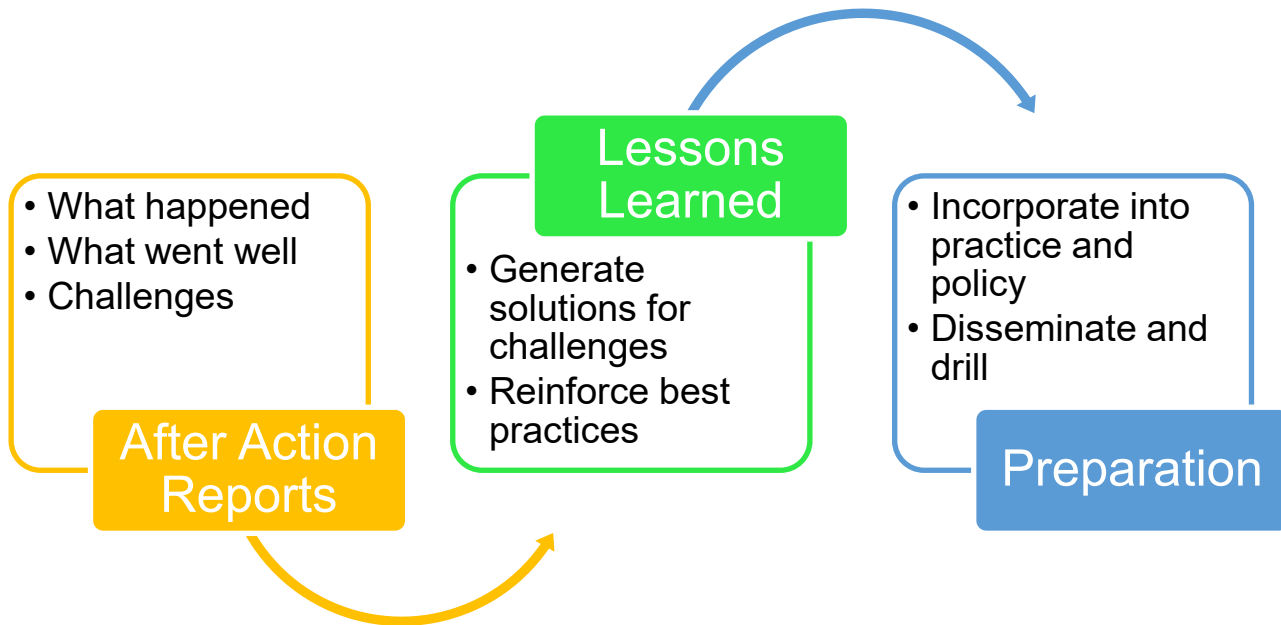 • What happened
• What went well
• Challenges
After Action
Reports
Lessons
Learned
• Generate
solutions for
challenges
• Reinforce best
practices
• Incorporate into
practice and
policy
• Disseminate and
drill
Preparation